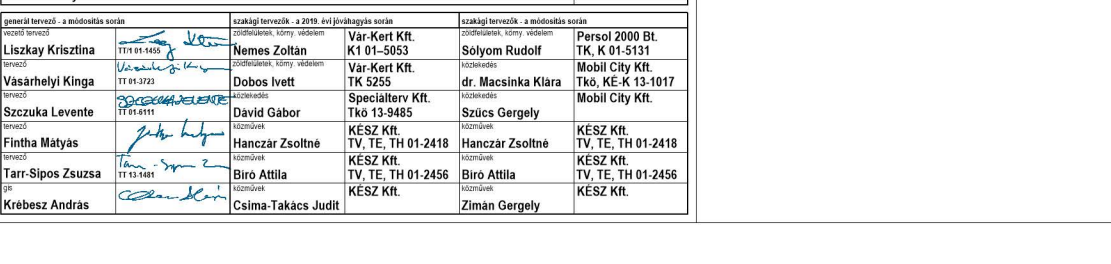 generál tervező - a módosítás során
szakági tervezők - a 2019. évi jóváhagyás során
szakági tervezők - a módosítás során
vezető tervező
Liszkay Krisztina
TT/1 01-1455
zöldfelületek, körny. védelem
Nemes Zoltán
Vár-Kert Kft.
K1 01–5053
zöldfelületek, körny. védelem
Sólyom Rudolf
Persol 2000 Bt.
TK, K 01-5131
tervező
Vásárhelyi Kinga
TT 01-3723
zöldfelületek, körny. védelem
Dobos Ivett
Vár-Kert Kft.
TK 5255
közlekedés
dr. Macsinka Klára
Mobil City Kft.
Tkö, KÉ-K 13-1017
tervező
Szczuka Levente
SZCZUKA LEVENTE
TT 01-6111
közlekedés
Dávid Gábor
Speciálterv Kft.
Tkö 13-9485
közlekedés
Szűcs Gergely
Mobil City Kft.
tervező
Fintha Mátyás
közművek
Hanczár Zsoltné
KÉSZ Kft.
TV, TE, TH 01-2418
közművek
Hanczár Zsoltné
KÉSZ Kft.
TV, TE, TH 01-2418
tervező
Tarr-Sipos Zsuzsa
TT 13-1481
közművek
Bíró Attila
KÉSZ Kft.
TV, TE, TH 01-2456
közművek
Bíró Attila
KÉSZ Kft.
TV, TE, TH 01-2456
gis
Krébesz András
közművek
Csima-Takács Judit
KÉSZ Kft.
közművek
Zimán Gergely
KÉSZ Kft.